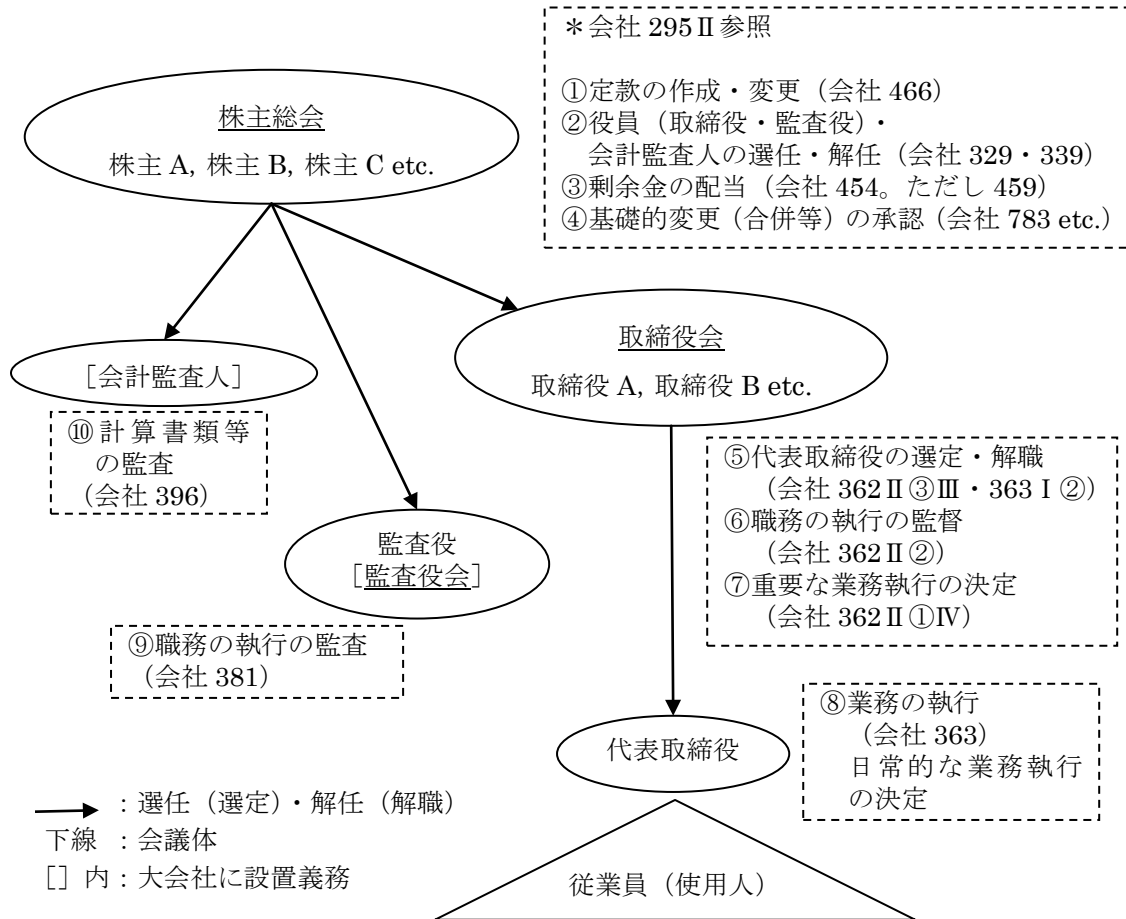 ＊会社 295Ⅱ参照
①定款の作成・変更（会社 466）
②役員（取締役・監査役）・
会計監査人の選任・解任（会社 329・339）
③剰余金の配当（会社 454。ただし 459）
④基礎的変更（合併等）の承認（会社 783 etc.）
株主総会
株主 A, 株主 B, 株主 C etc.
取締役会
取締役 A, 取締役 B etc.
［会計監査人］
⑩計算書類等
の監査
（会社 396）
⑤代表取締役の選定・解職
（会社 362Ⅱ③Ⅲ・363Ⅰ②）
⑥職務の執行の監督
（会社 362Ⅱ②）
⑦重要な業務執行の決定
（会社 362Ⅱ①Ⅳ）
監査役
［監査役会］
⑨職務の執行の監査
（会社 381）
⑧業務の執行
（会社 363）
日常的な業務執行
の決定
代表取締役
：選任（選定）・解任（解職）
下線 ：会議体
［］内：大会社に設置義務
従業員（使用人）